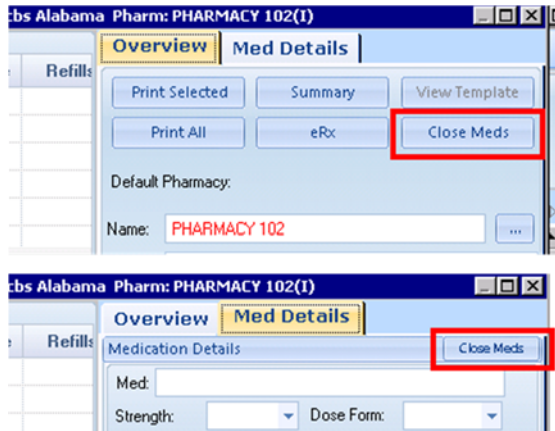 cbs Alabama Pharm: PHARMACY 102(I)
Overview Med Details
Refills
Print Selected Summary View Template
Print All eRx Close Meds
Default Pharmacy:
Name: PHARMACY 102 ...
cbs Alabama Pharm: PHARMACY 102(I)
Overview Med Details
Refills Medication Details Close Meds
Med:
Strength: Dose Form: